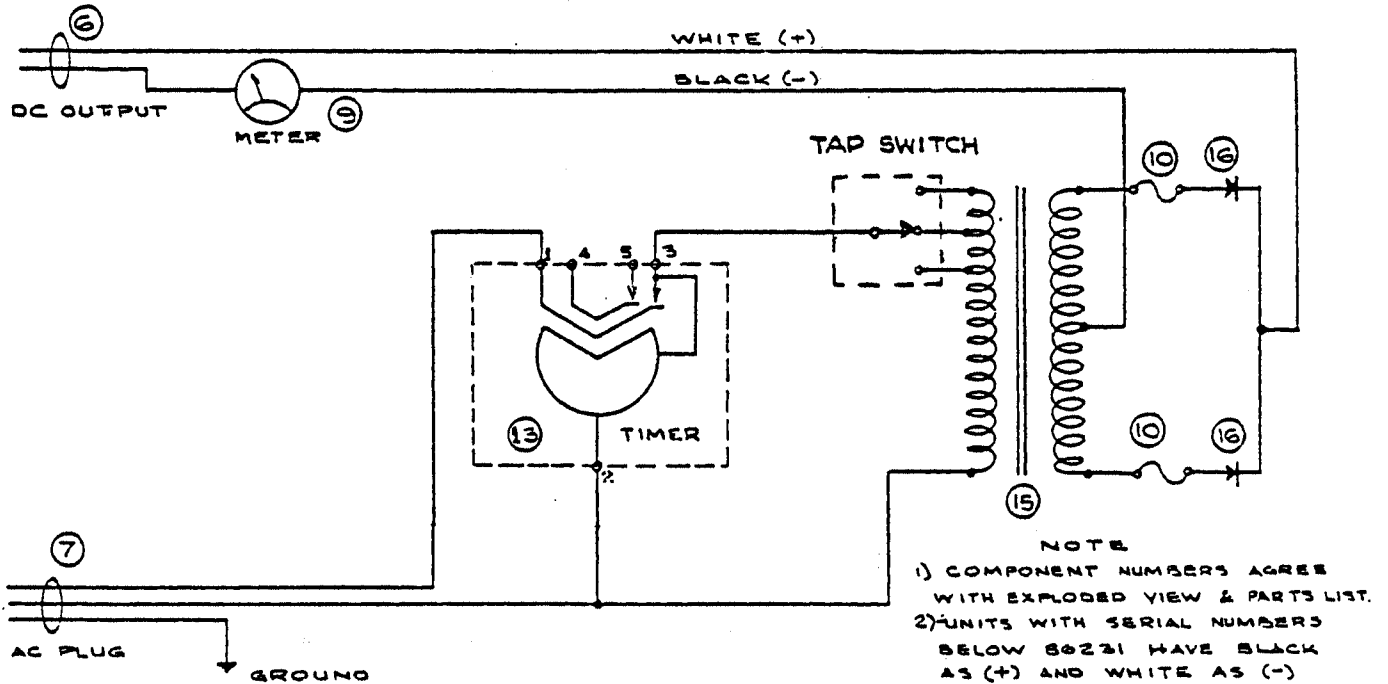 6
WHITE (+)
BLACK (-)
DC OUTPUT
9
METER
TAP SWITCH
10
16
1
4
5
3
13
TIMER
2
10
16
15
7
AC PLUG
GROUND
NOTE
1) COMPONENT NUMBERS AGREE
WITH EXPLODED VIEW & PARTS LIST.
2) UNITS WITH SERIAL NUMBERS
BELOW 86231 HAVE BLACK
AS (+) AND WHITE AS (-)